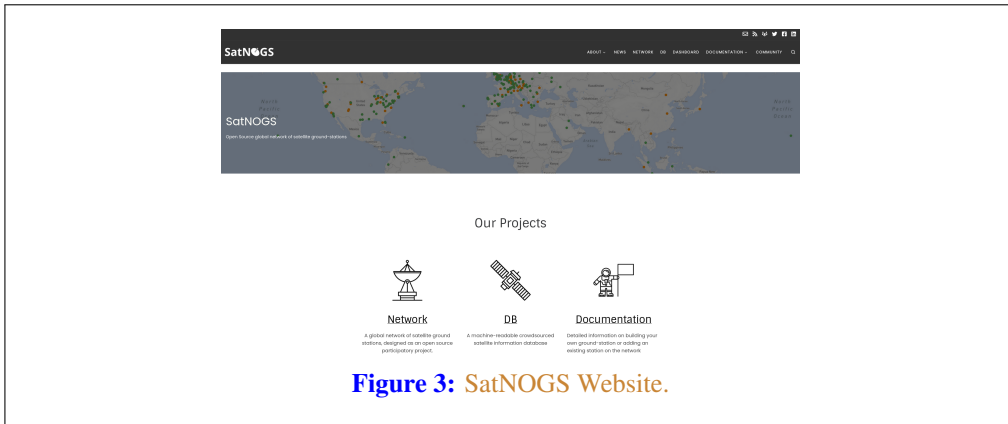 SatNOGS
ABOUT NEWS NETWORK DB DASHBOARD DOCUMENTATION COMMUNITY
SatNOGS
Open Source global network of satellite ground-stations
North Pacific Ocean
Our Projects
Network
A global network of satellite ground
stations, designed as an open source
participatory project.
DB
A machine-readable crowdsourced
satellite information database
Documentation
Detailed information on building your
own ground-station or adding an
existing station on the network
Figure 3: SatNOGS Website.